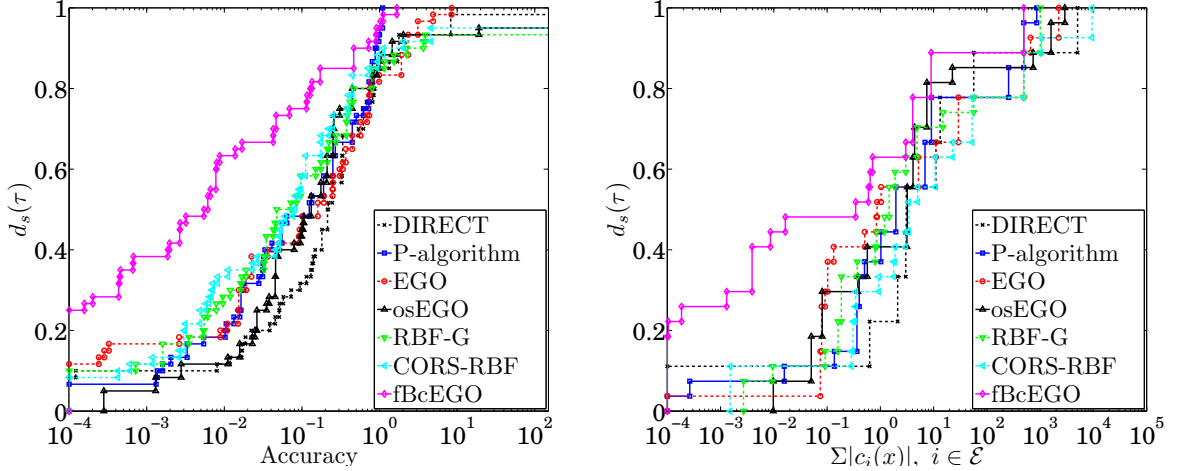 1
0.8
0.6
0.4
0.2
0
d_s(τ)
DIRECT
P-algorithm
EGO
osEGO
RBF-G
CORS-RBF
fBcEGO
10^-4 10^-3 10^-2 10^-1 10^0 10^1 10^2
Accuracy
1
0.8
0.6
0.4
0.2
0
d_s(τ)
DIRECT
P-algorithm
EGO
osEGO
RBF-G
CORS-RBF
fBcEGO
10^-4 10^-3 10^-2 10^-1 10^0 10^1 10^2 10^3 10^4 10^5
Σ|c_i(x)|, i ∈ ℰ